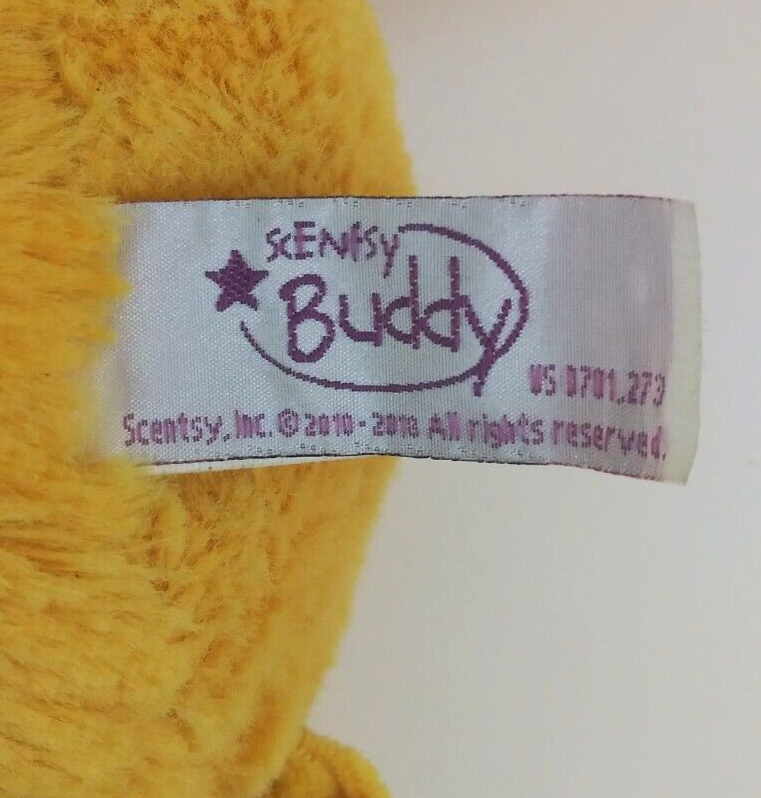 SCENtSy
Buddy
US D701,273
Scentsy, Inc. © 2010-2018 All rights reserved.